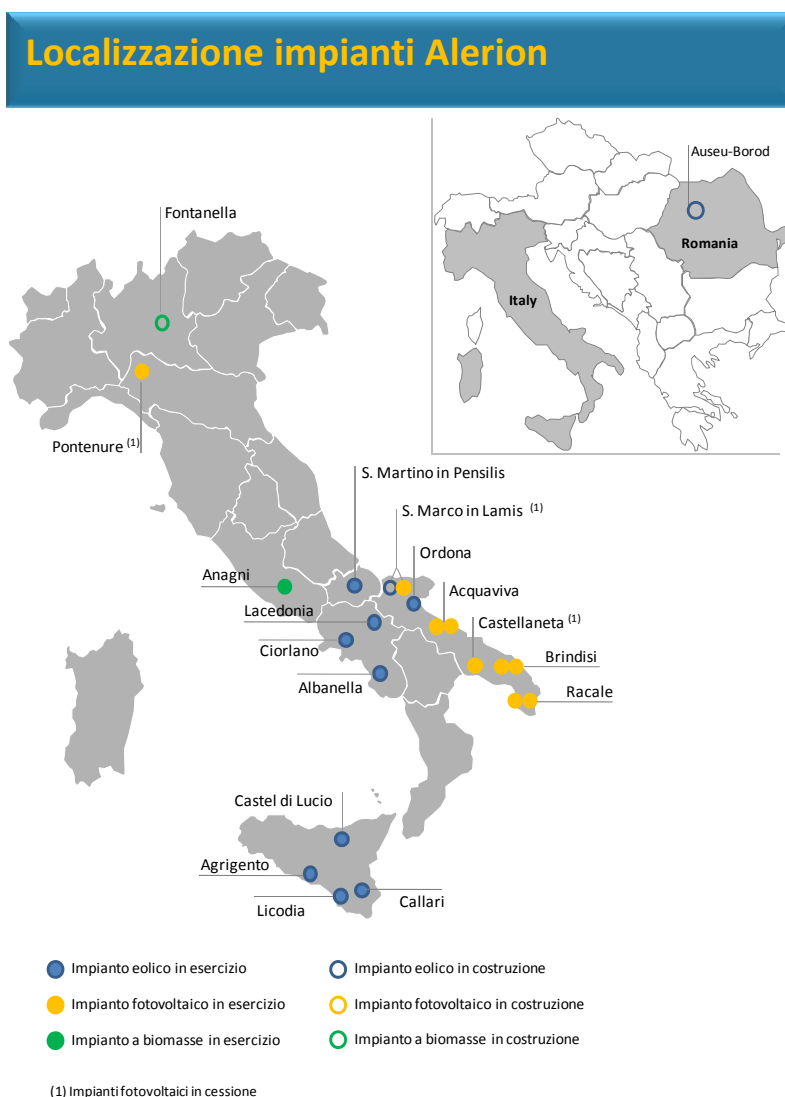 Localizzazione impianti Alerion
Auseu-Borod
Romania
Italy
Fontanella
Pontenure (1)
S. Martino in Pensilis
S. Marco in Lamis (1)
Ordona
Anagni
Acquaviva
Lacedonia
Castellaneta (1)
Ciorlano
Brindisi
Albanella
Racale
Castel di Lucio
Agrigento
Licodia
Callari
Impianto eolico in esercizio
Impianto eolico in costruzione
Impianto fotovoltaico in esercizio
Impianto fotovoltaico in costruzione
Impianto a biomasse in esercizio
Impianto a biomasse in costruzione
(1) Impianti fotovoltaici in cessione